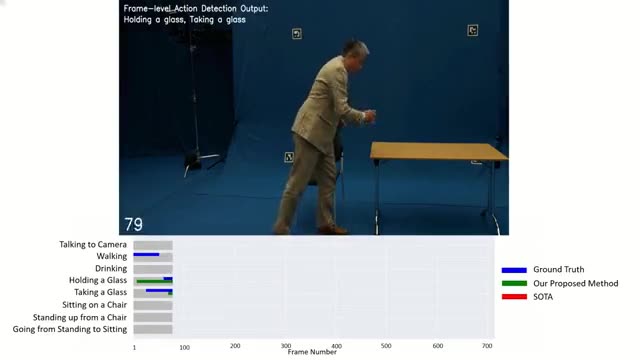 Frame-level Action Detection Output:
Holding a glass, Taking a glass
79
Talking to Camera
Walking
Drinking
Holding a Glass
Taking a Glass
Sitting on a Chair
Standing up from a Chair
Going from Standing to Sitting
1 100 200 300 400 500 600 700
Frame Number
Ground Truth
Our Proposed Method
SOTA